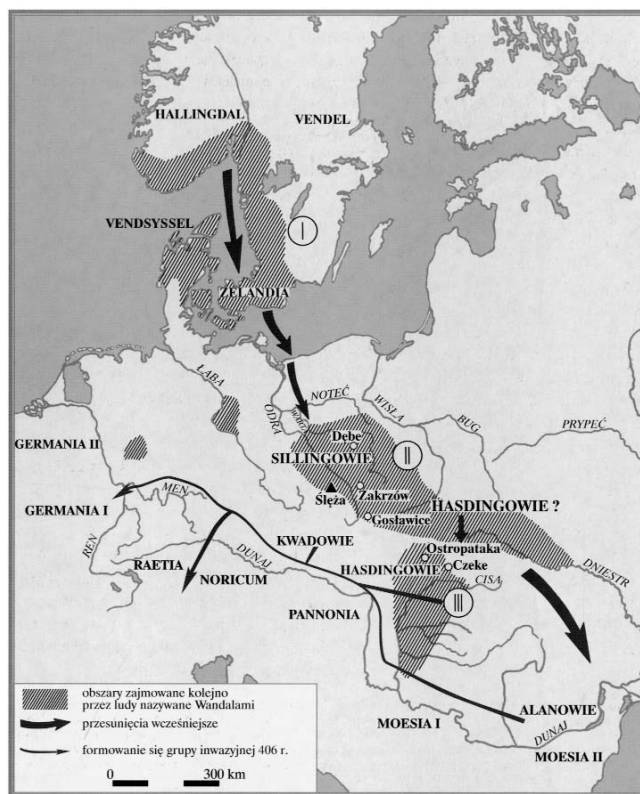 HALLINGDAL
VENDEL
VENDSYSSEL
I
ZELANDIA
ŁABA
ODRA
NOTEĆ
WARTA
WISŁA
BUG
PRYPEĆ
GERMANIA II
Dębe
SILLINGOWIE
II
Ślęża
Zakrzów
HASDINGOWIE ?
GERMANIA I
MEN
Gosławice
REN
KWADOWIE
Ostropataka
RAETIA
DUNAJ
HASDINGOWIE
Czeke
DNIESTR
NORICUM
CISA
PANNONIA
III
MOESIA I
ALANOWIE
DUNAJ
MOESIA II
obszary zajmowane kolejno
przez ludy nazywane Wandalami
przesunięcia wcześniejsze
formowanie się grupy inwazyjnej 406 r.
0 300 km